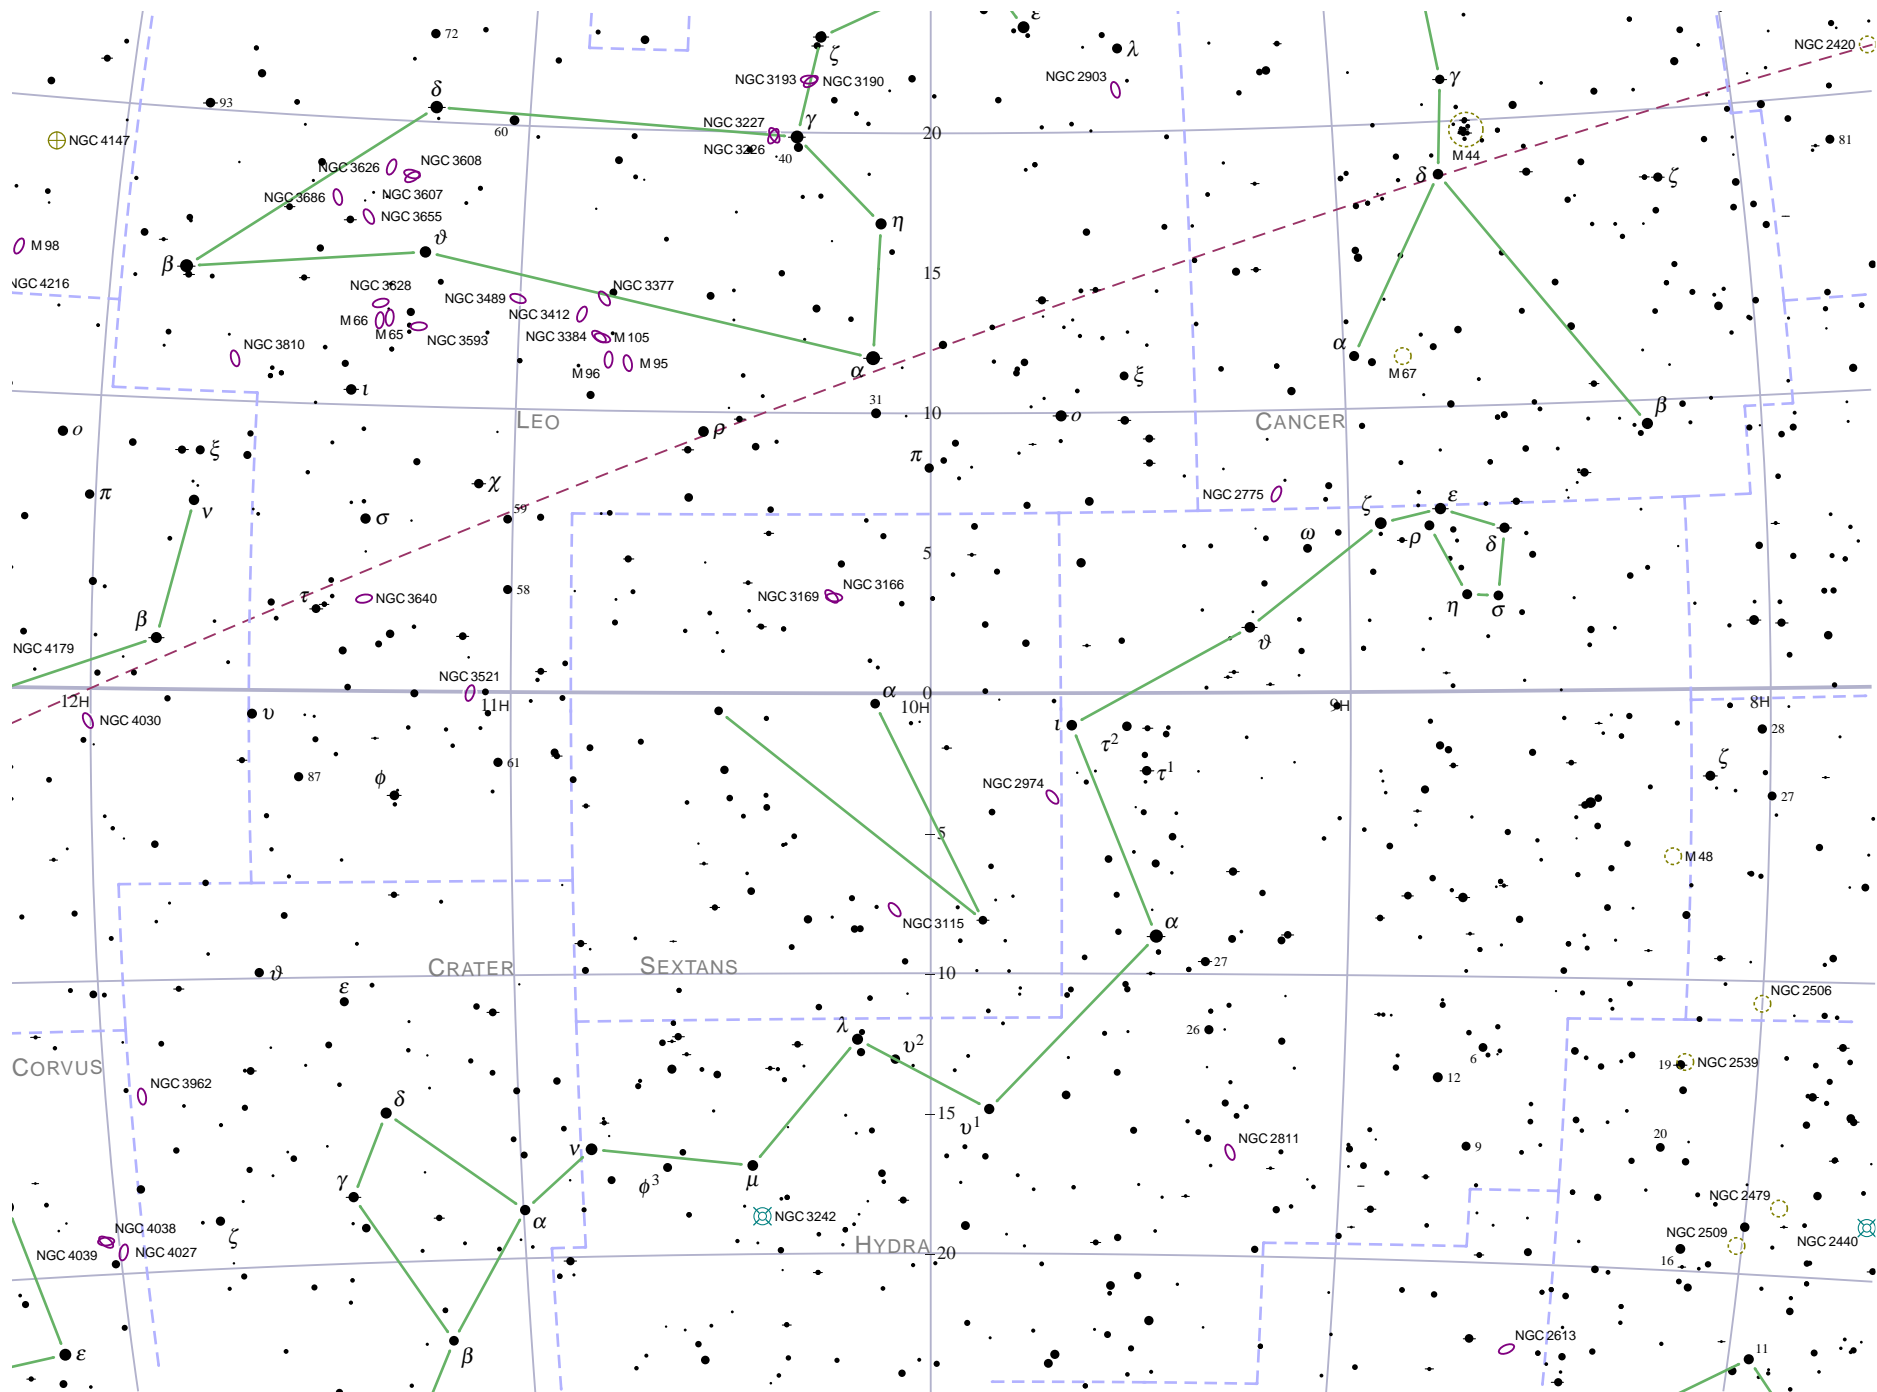 72
ε
λ
NGC 2420
ζ
NGC 3193
NGC 3190
NGC 2903
γ
δ
93
60
NGC 3227
γ
20
NGC 4147
NGC 3226
40
M 44
81
NGC 3626
NGC 3608
δ
ζ
NGC 3686
NGC 3607
NGC 3655
η
M 98
ϑ
β
15
NGC 4216
NGC 3628
NGC 3377
NGC 3489
NGC 3412
M 66
M 65
NGC 3593
NGC 3384
M 105
NGC 3810
M 96
M 95
α
α
M 67
ξ
ι
31
10
LEO
CANCER
β
ο
ρ
ο
ξ
π
π
χ
ν
NGC 2775
ζ
ε
σ
59
ω
ρ
δ
5
58
NGC 3166
NGC 3169
τ
NGC 3640
η
σ
β
ϑ
NGC 4179
NGC 3521
α
0
12H
11H
10H
9H
8H
NGC 4030
υ
ι
τ2
28
61
ζ
87
ϕ
τ1
NGC 2974
27
−5
M 48
NGC 3115
α
CRATER
SEXTANS
27
ϑ
−10
ε
NGC 2506
λ
26
υ2
6
CORVUS
19
NGC 2539
NGC 3962
12
δ
−15
υ1
ν
NGC 2811
9
20
γ
ϕ3
μ
NGC 2479
α
NGC 3242
NGC 4038
ζ
NGC 2509
NGC 4039
NGC 4027
HYDRA
−20
NGC 2440
16
NGC 2613
ε
β
11